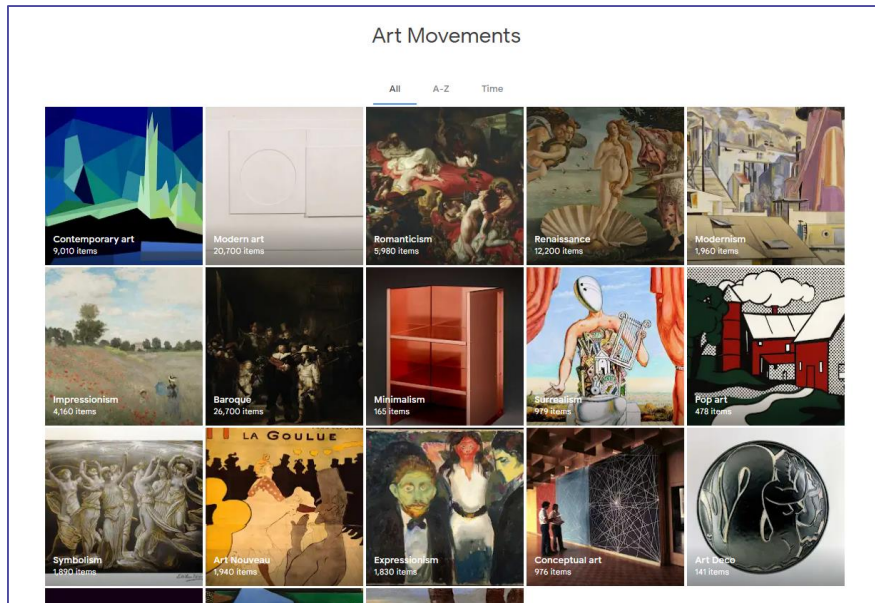 Art Movements
All
A-Z
Time
Contemporary art
9,010 items
Modern art
20,700 items
Romanticism
5,980 items
Renaissance
12,200 items
Modernism
1,960 items
Impressionism
4,160 items
Baroque
26,700 items
Minimalism
165 items
Surrealism
979 items
Pop art
478 items
LA GOULUE
Symbolism
1,890 items
Art Nouveau
1,940 items
Expressionism
1,830 items
Conceptual art
976 items
Art Deco
141 items